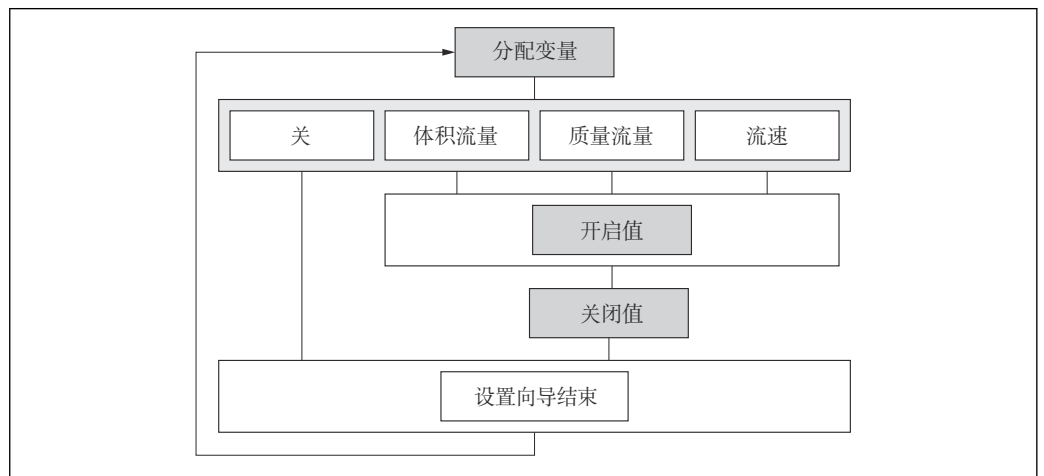 分配变量
关
体积流量
质量流量
流速
开启值
关闭值
设置向导结束